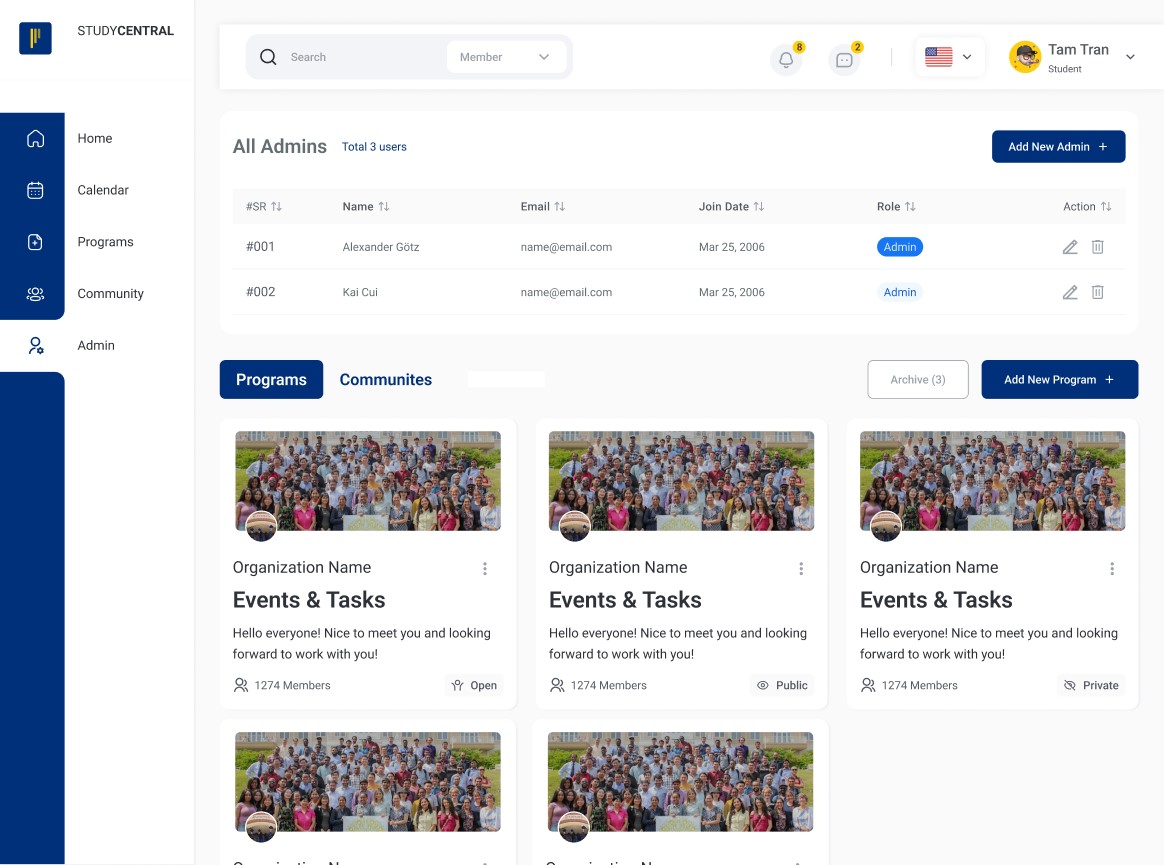 STUDYCENTRAL
Search
Member
8
2
Tam Tran
Student
Home
Calendar
Programs
Community
Admin
All Admins
Total 3 users
Add New Admin +
#SR
Name
Email
Join Date
Role
Action
#001
Alexander Götz
name@email.com
Mar 25, 2006
Admin
#002
Kai Cui
name@email.com
Mar 25, 2006
Admin
Programs
Communites
Archive (3)
Add New Program +
Organization Name
Events & Tasks
Hello everyone! Nice to meet you and looking
forward to work with you!
1274 Members
Open
Organization Name
Events & Tasks
Hello everyone! Nice to meet you and looking
forward to work with you!
1274 Members
Public
Organization Name
Events & Tasks
Hello everyone! Nice to meet you and looking
forward to work with you!
1274 Members
Private